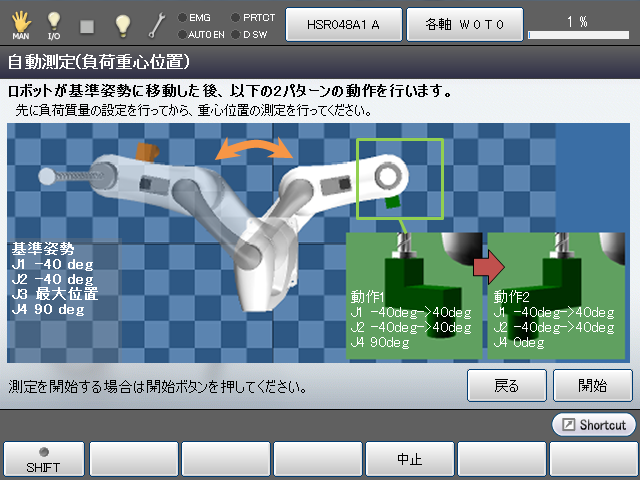 EMG PRTCT
MAN I/O AUTO EN D SW
HSR048A1 A
各軸 W0T0
1 %
自動測定(負荷重心位置)
ロボットが基準姿勢に移動した後、以下の2パターンの動作を行います。
先に負荷質量の設定を行ってから、重心位置の測定を行ってください。
基準姿勢
J1 -40 deg
J2 -40 deg
J3 最大位置
J4 90 deg
動作1
J1 -40deg->40deg
J2 -40deg->40deg
J4 90deg
動作2
J1 -40deg->40deg
J2 -40deg->40deg
J4 0deg
測定を開始する場合は開始ボタンを押してください。
戻る
開始
Shortcut
SHIFT
中止